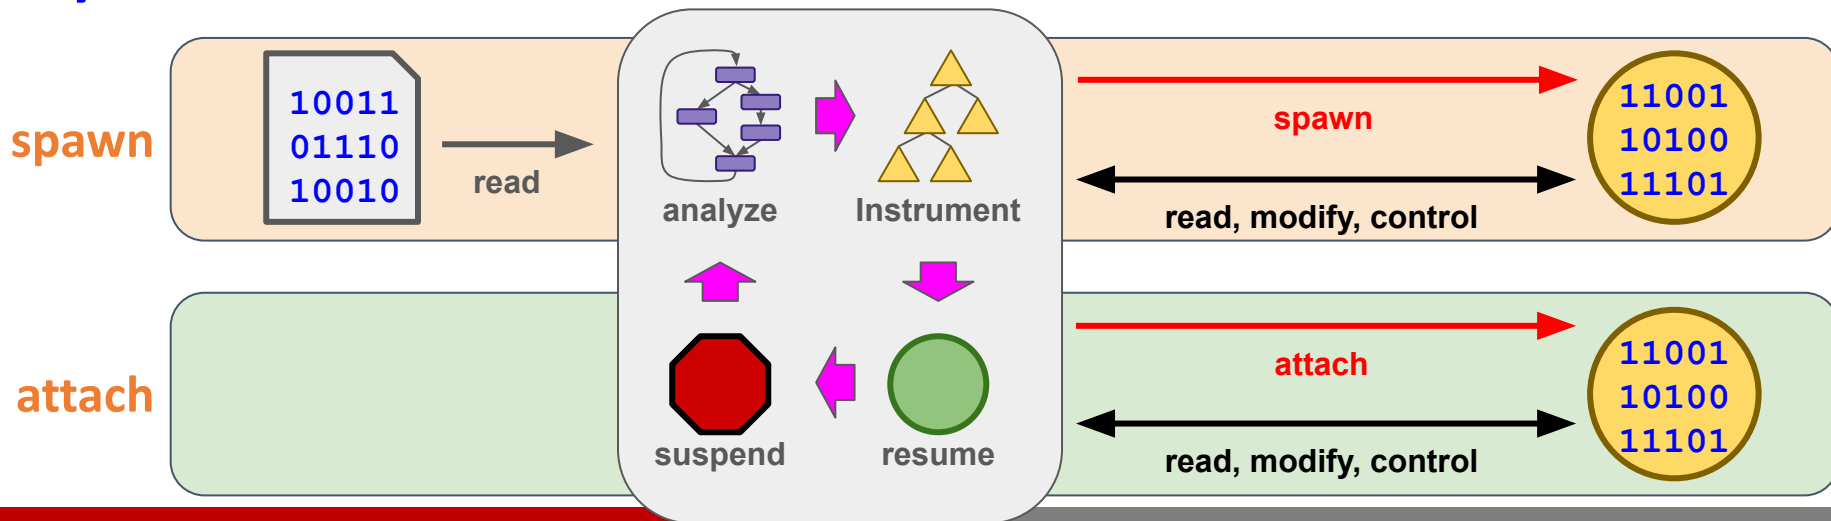 spawn
10011
01110
10010
read
analyze
Instrument
suspend
resume
spawn
read, modify, control
11001
10100
11101
attach
attach
read, modify, control
11001
10100
11101